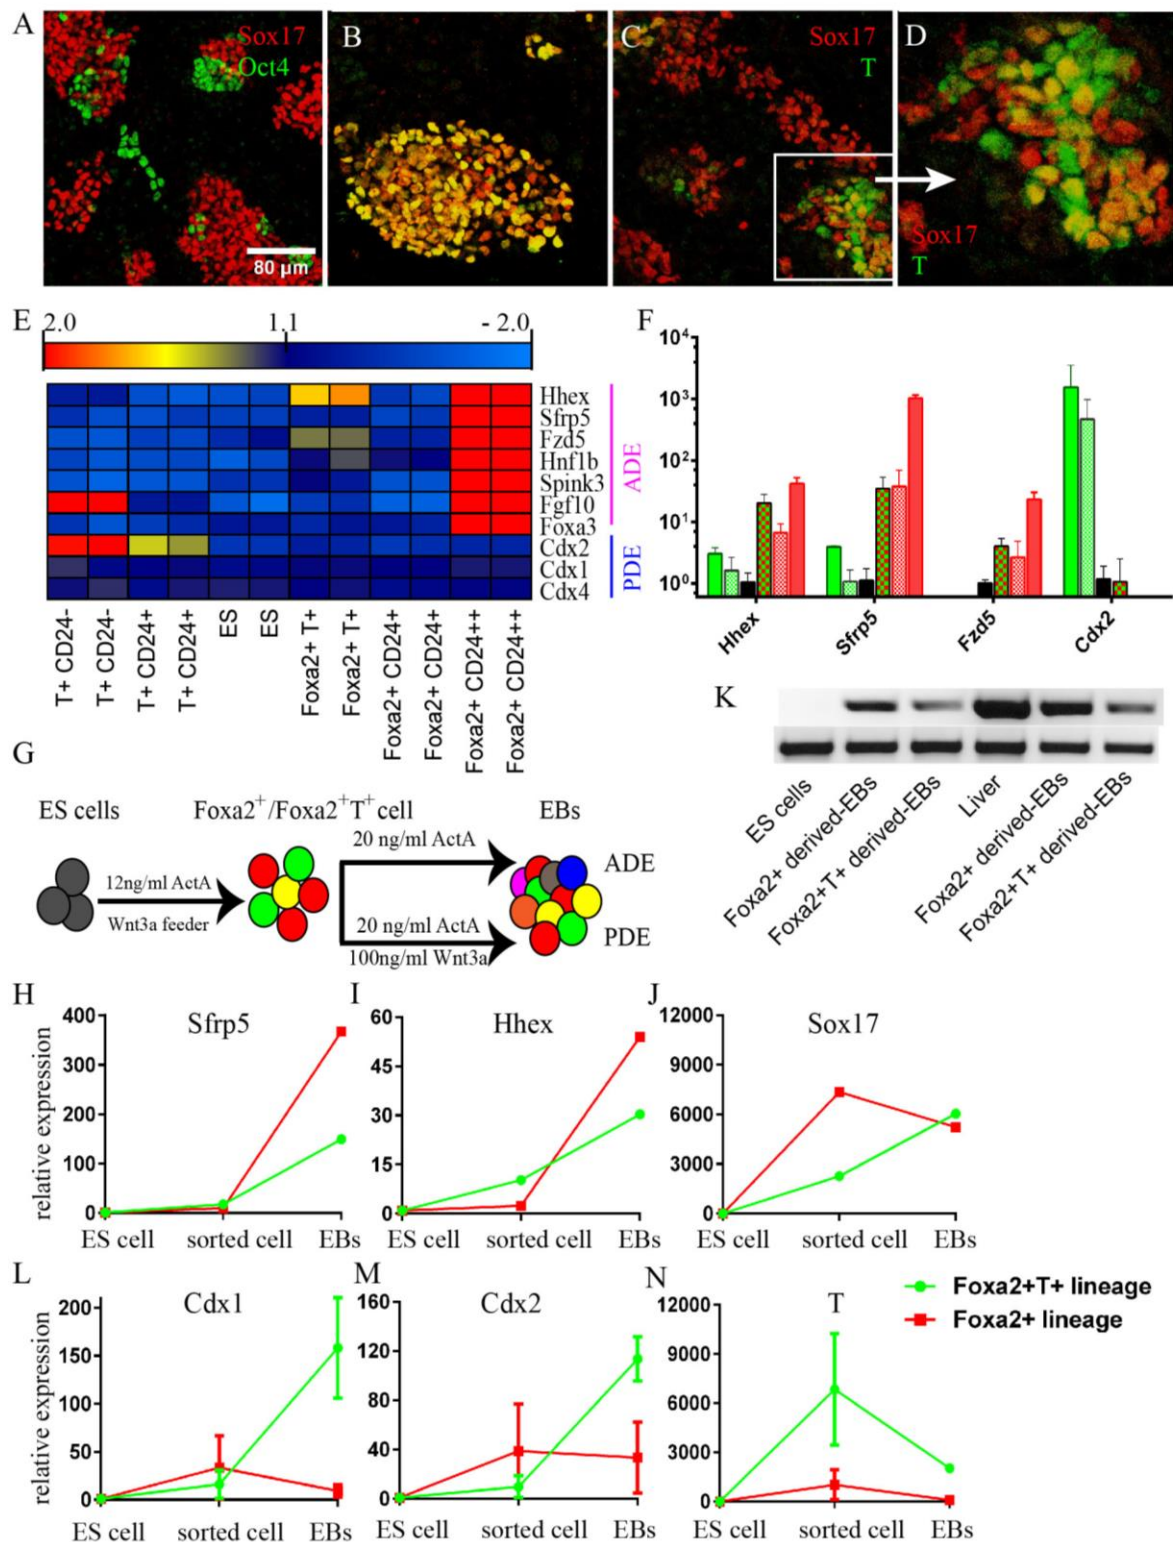 A
Sox17
Oct4
80 µm
B
C
Sox17
T
D
Sox17
T
E
2.0 1.1 - 2.0
Hhex
Sfrp5
Fzd5
Hnf1b
Spink3
Fgf10
Foxa3
Cdx2
Cdx1
Cdx4
ADE
PDE
T+ CD24-
T+ CD24-
T+ CD24+
T+ CD24+
ES
ES
Foxa2+ T+
Foxa2+ T+
Foxa2+ CD24+
Foxa2+ CD24+
Foxa2+ CD24++
Foxa2+ CD24++
F
10⁴
10³
10²
10¹
10⁰
Hhex
Sfrp5
Fzd5
Cdx2
K
ES cells
Foxa2+ derived-EBs
Foxa2+T+ derived-EBs
Liver
Foxa2+ derived-EBs
Foxa2+T+ derived-EBs
G
ES cells
Foxa2⁺/Foxa2⁺T⁺cell
EBs
12ng/ml ActA
Wnt3a feeder
20 ng/ml ActA
20 ng/ml ActA
100ng/ml Wnt3a
ADE
PDE
H
Sfrp5
relative expression
400
300
200
100
0
ES cell sorted cell EBs
I
Hhex
60
45
30
15
0
ES cell sorted cell EBs
J
Sox17
12000
9000
6000
3000
0
ES cell sorted cell EBs
L
Cdx1
relative expression
200
150
100
50
0
ES cell sorted cell EBs
M
Cdx2
160
120
80
40
0
ES cell sorted cell EBs
N
T
12000
9000
6000
3000
0
ES cell sorted cell EBs
Foxa2+T+ lineage
Foxa2+ lineage